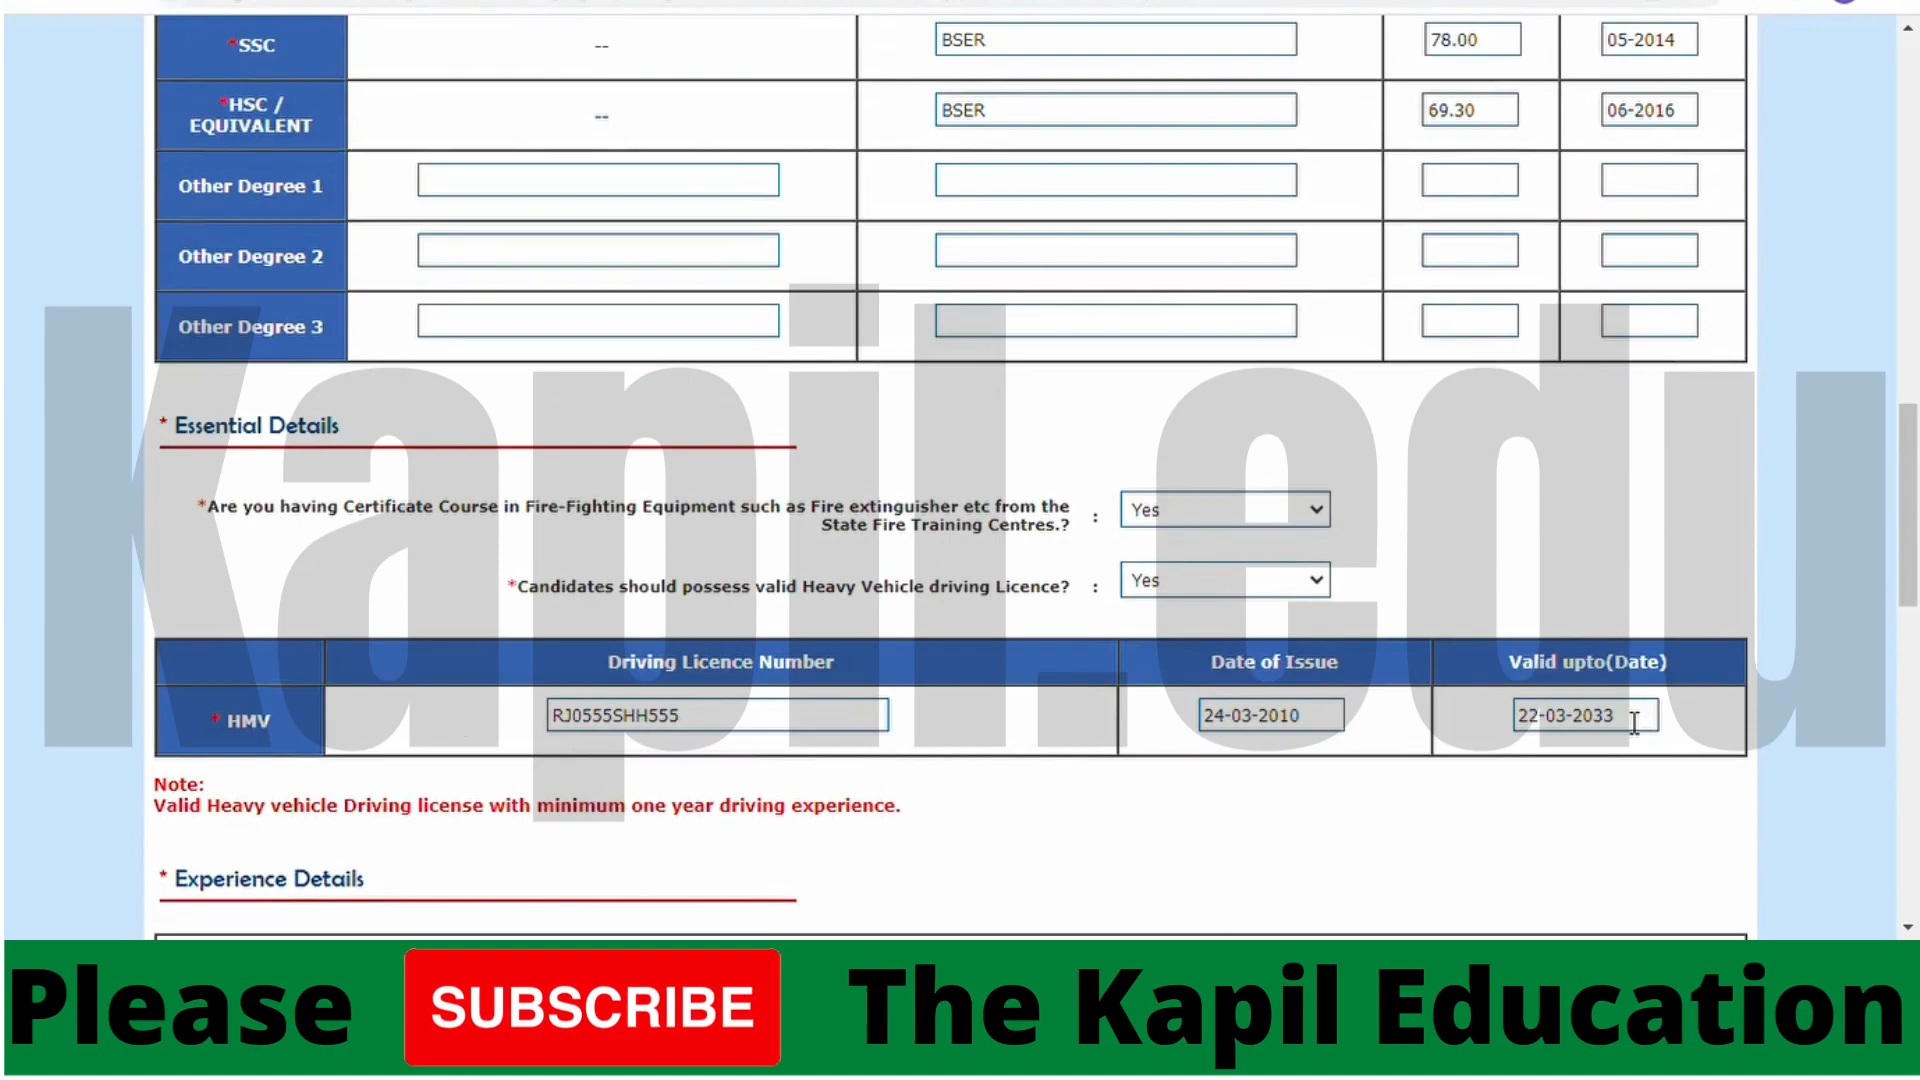 *SSC -- BSER 78.00 05-2014
*HSC /
EQUIVALENT -- BSER 69.30 06-2016
Other Degree 1
Other Degree 2
Other Degree 3
Kapil.edu
* Essential Details
*Are you having Certificate Course in Fire-Fighting Equipment such as Fire extinguisher etc from the
State Fire Training Centres.? : Yes
*Candidates should possess valid Heavy Vehicle driving Licence? : Yes
Driving Licence Number Date of Issue Valid upto(Date)
* HMV RJ0555SHH555 24-03-2010 22-03-2033
Note:
Valid Heavy vehicle Driving license with minimum one year driving experience.
* Experience Details
Please SUBSCRIBE The Kapil Education